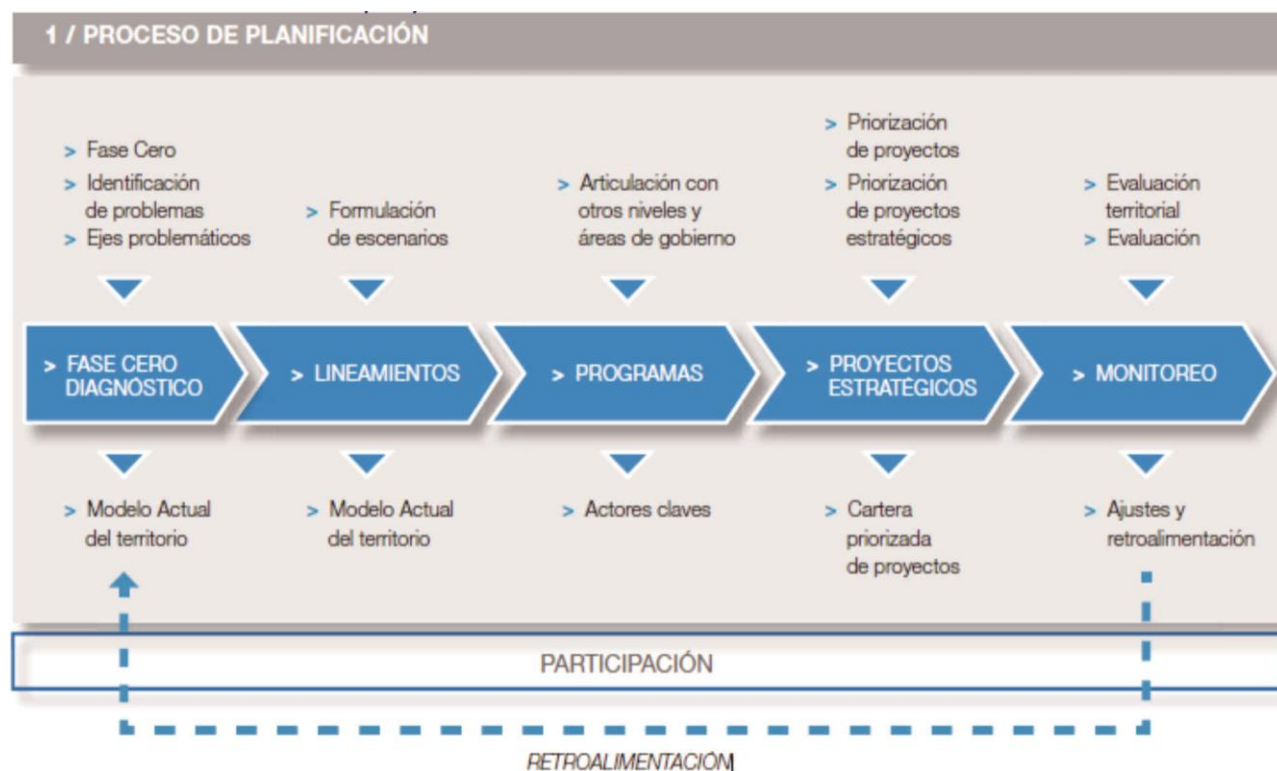 1 / PROCESO DE PLANIFICACIÓN
> Fase Cero
> Identificación
de problemas
> Ejes problemáticos
> Formulación
de escenarios
> Articulación con
otros niveles y
áreas de gobierno
> Priorización
de proyectos
> Priorización
de proyectos
estratégicos
> Evaluación
territorial
> Evaluación
> FASE CERO
DIAGNÓSTICO
> LINEAMIENTOS
> PROGRAMAS
> PROYECTOS
ESTRATÉGICOS
> MONITOREO
> Modelo Actual
del territorio
> Modelo Actual
del territorio
> Actores claves
> Cartera
priorizada
de proyectos
> Ajustes y
retroalimentación
PARTICIPACIÓN
RETROALIMENTACIÓN